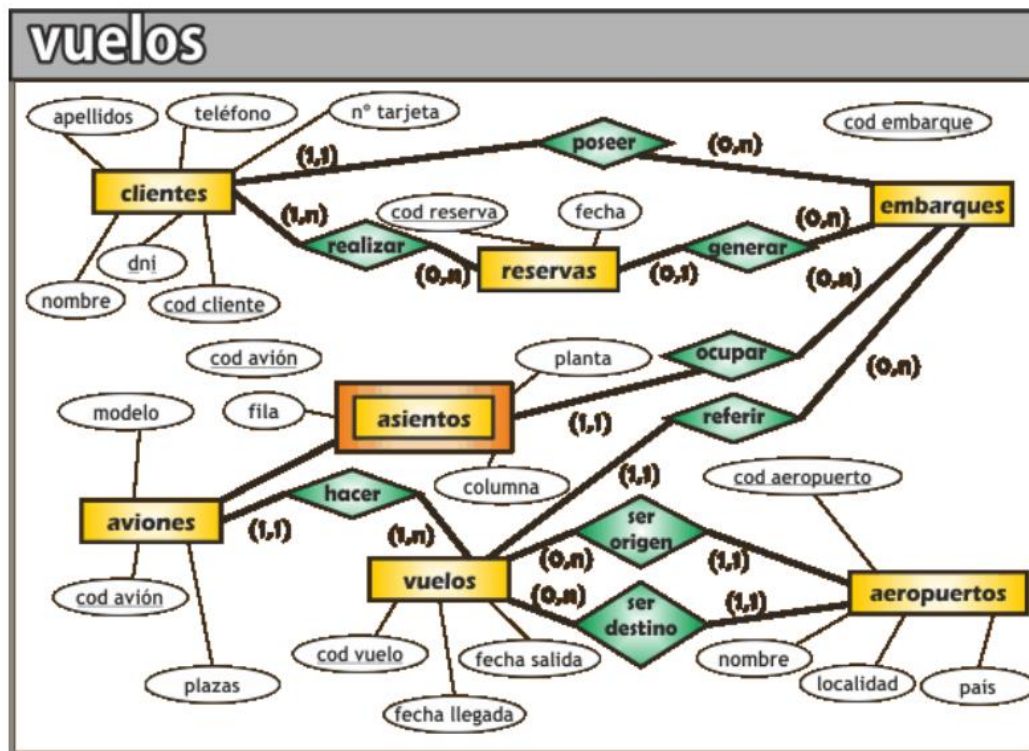 vuelos
apellidos
teléfono
nº tarjeta
cod embarque
poseer
(1,1)
(0,n)
clientes
embarques
(1,n)
cod reserva
fecha
(0,n)
realizar
generar
dni
(0,n)
reservas
(0,1)
(0,n)
nombre
cod cliente
cod avión
planta
ocupar
(0,n)
modelo
fila
asientos
(1,1)
referir
columna
cod aeropuerto
hacer
(1,1)
aviones
(1,1)
(1,n)
ser
origen
(0,n)
(1,1)
vuelos
cod avión
(0,n)
ser
destino
(1,1)
aeropuertos
cod vuelo
fecha salida
nombre
plazas
fecha llegada
localidad
país